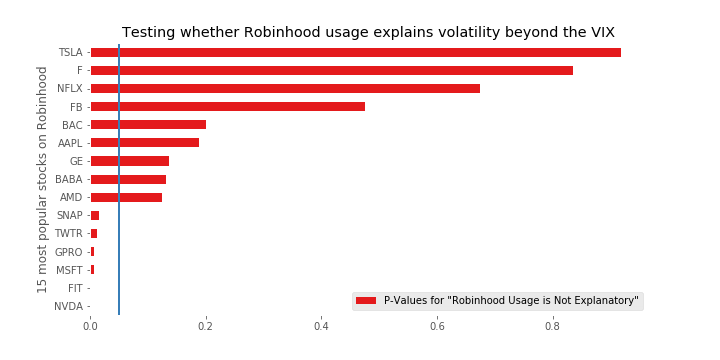 Testing whether Robinhood usage explains volatility beyond the VIX
15 most popular stocks on Robinhood
TSLA
F
NFLX
FB
BAC
AAPL
GE
BABA
AMD
SNAP
TWTR
GPRO
MSFT
FIT
NVDA
P-Values for "Robinhood Usage is Not Explanatory"
0.0 0.2 0.4 0.6 0.8